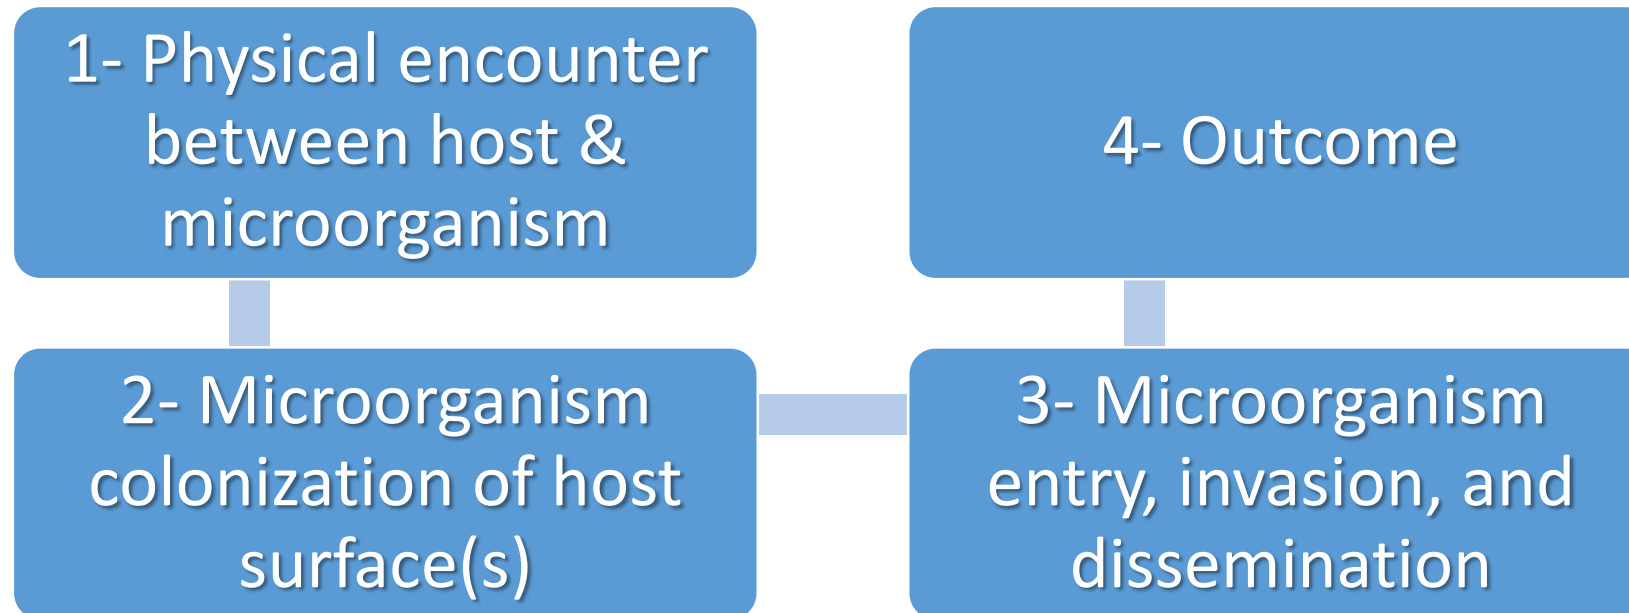 1- Physical encounter
between host &
microorganism
2- Microorganism
colonization of host
surface(s)
3- Microorganism
entry, invasion, and
dissemination
4- Outcome